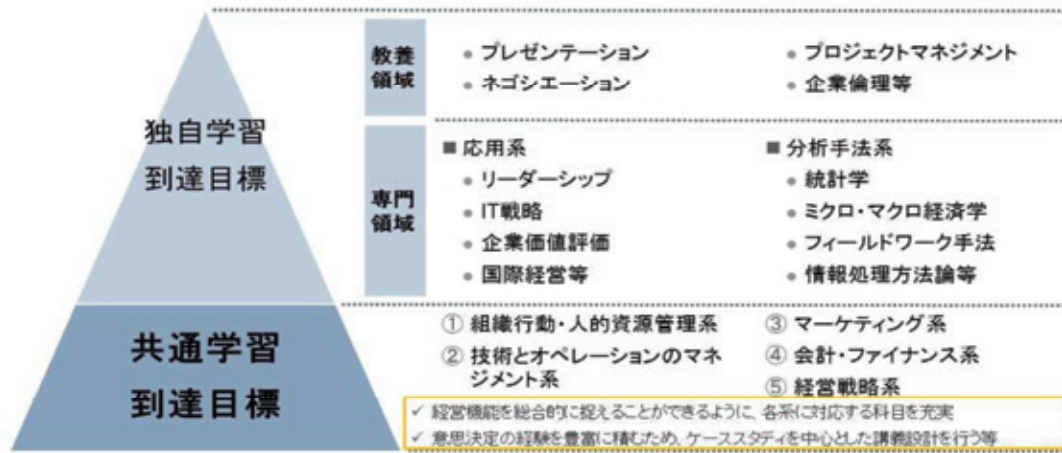 独自学習
到達目標
共通学習
到達目標
教養
領域
● プレゼンテーション
● ネゴシエーション
● プロジェクトマネジメント
● 企業倫理等
専門
領域
■ 応用系
● リーダーシップ
● IT戦略
● 企業価値評価
● 国際経営等
■ 分析手法系
● 統計学
● ミクロ・マクロ経済学
● フィールドワーク手法
● 情報処理方法論等
① 組織行動・人的資源管理系
② 技術とオペレーションのマネ
ジメント系
③ マーケティング系
④ 会計・ファイナンス系
⑤ 経営戦略系
✓ 経営機能を総合的に捉えることができるように、各系に対応する科目を充実
✓ 意思決定の経験を豊富に積むため、ケーススタディを中心とした講義設計を行う等